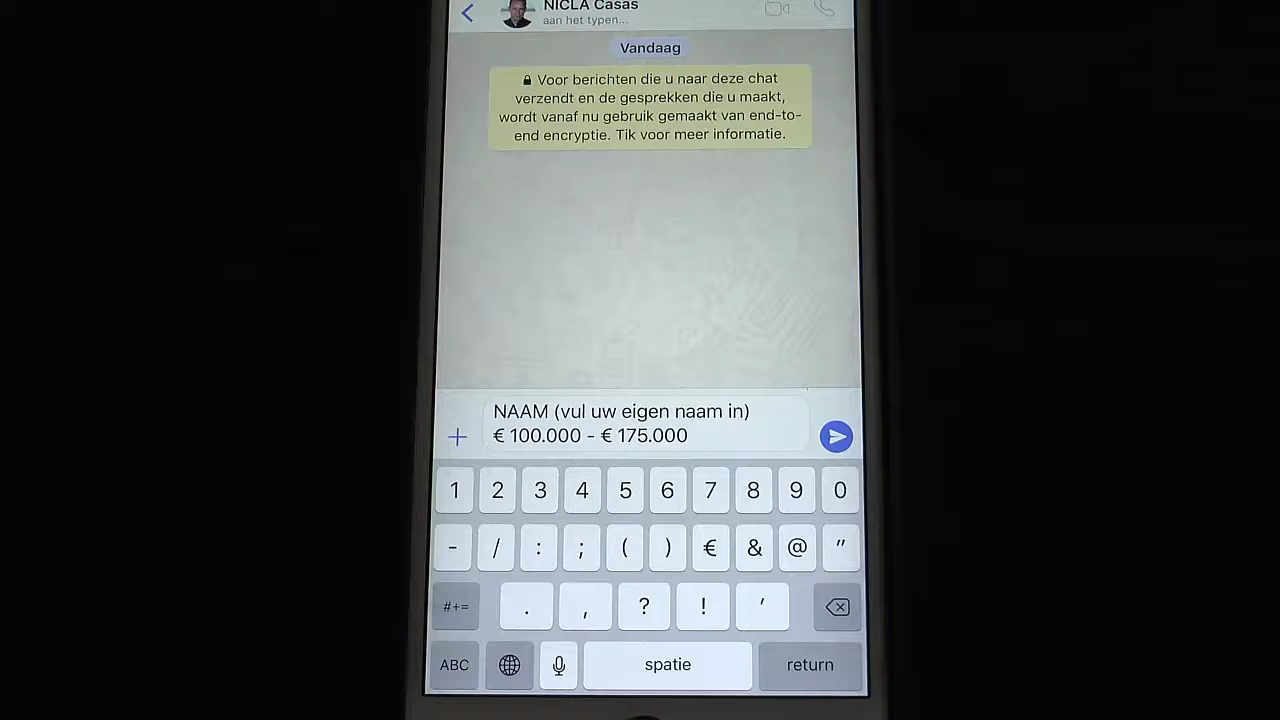 NICLA Casas
aan het typen...
Vandaag
Voor berichten die u naar deze chat
verzendt en de gesprekken die u maakt,
wordt vanaf nu gebruik gemaakt van end-to-
end encryptie. Tik voor meer informatie.
NAAM (vul uw eigen naam in)
€ 100.000 - € 175.000
1 2 3 4 5 6 7 8 9 0
- / : ; ( ) € & @ "
#+= . , ? ! '
ABC spatie return